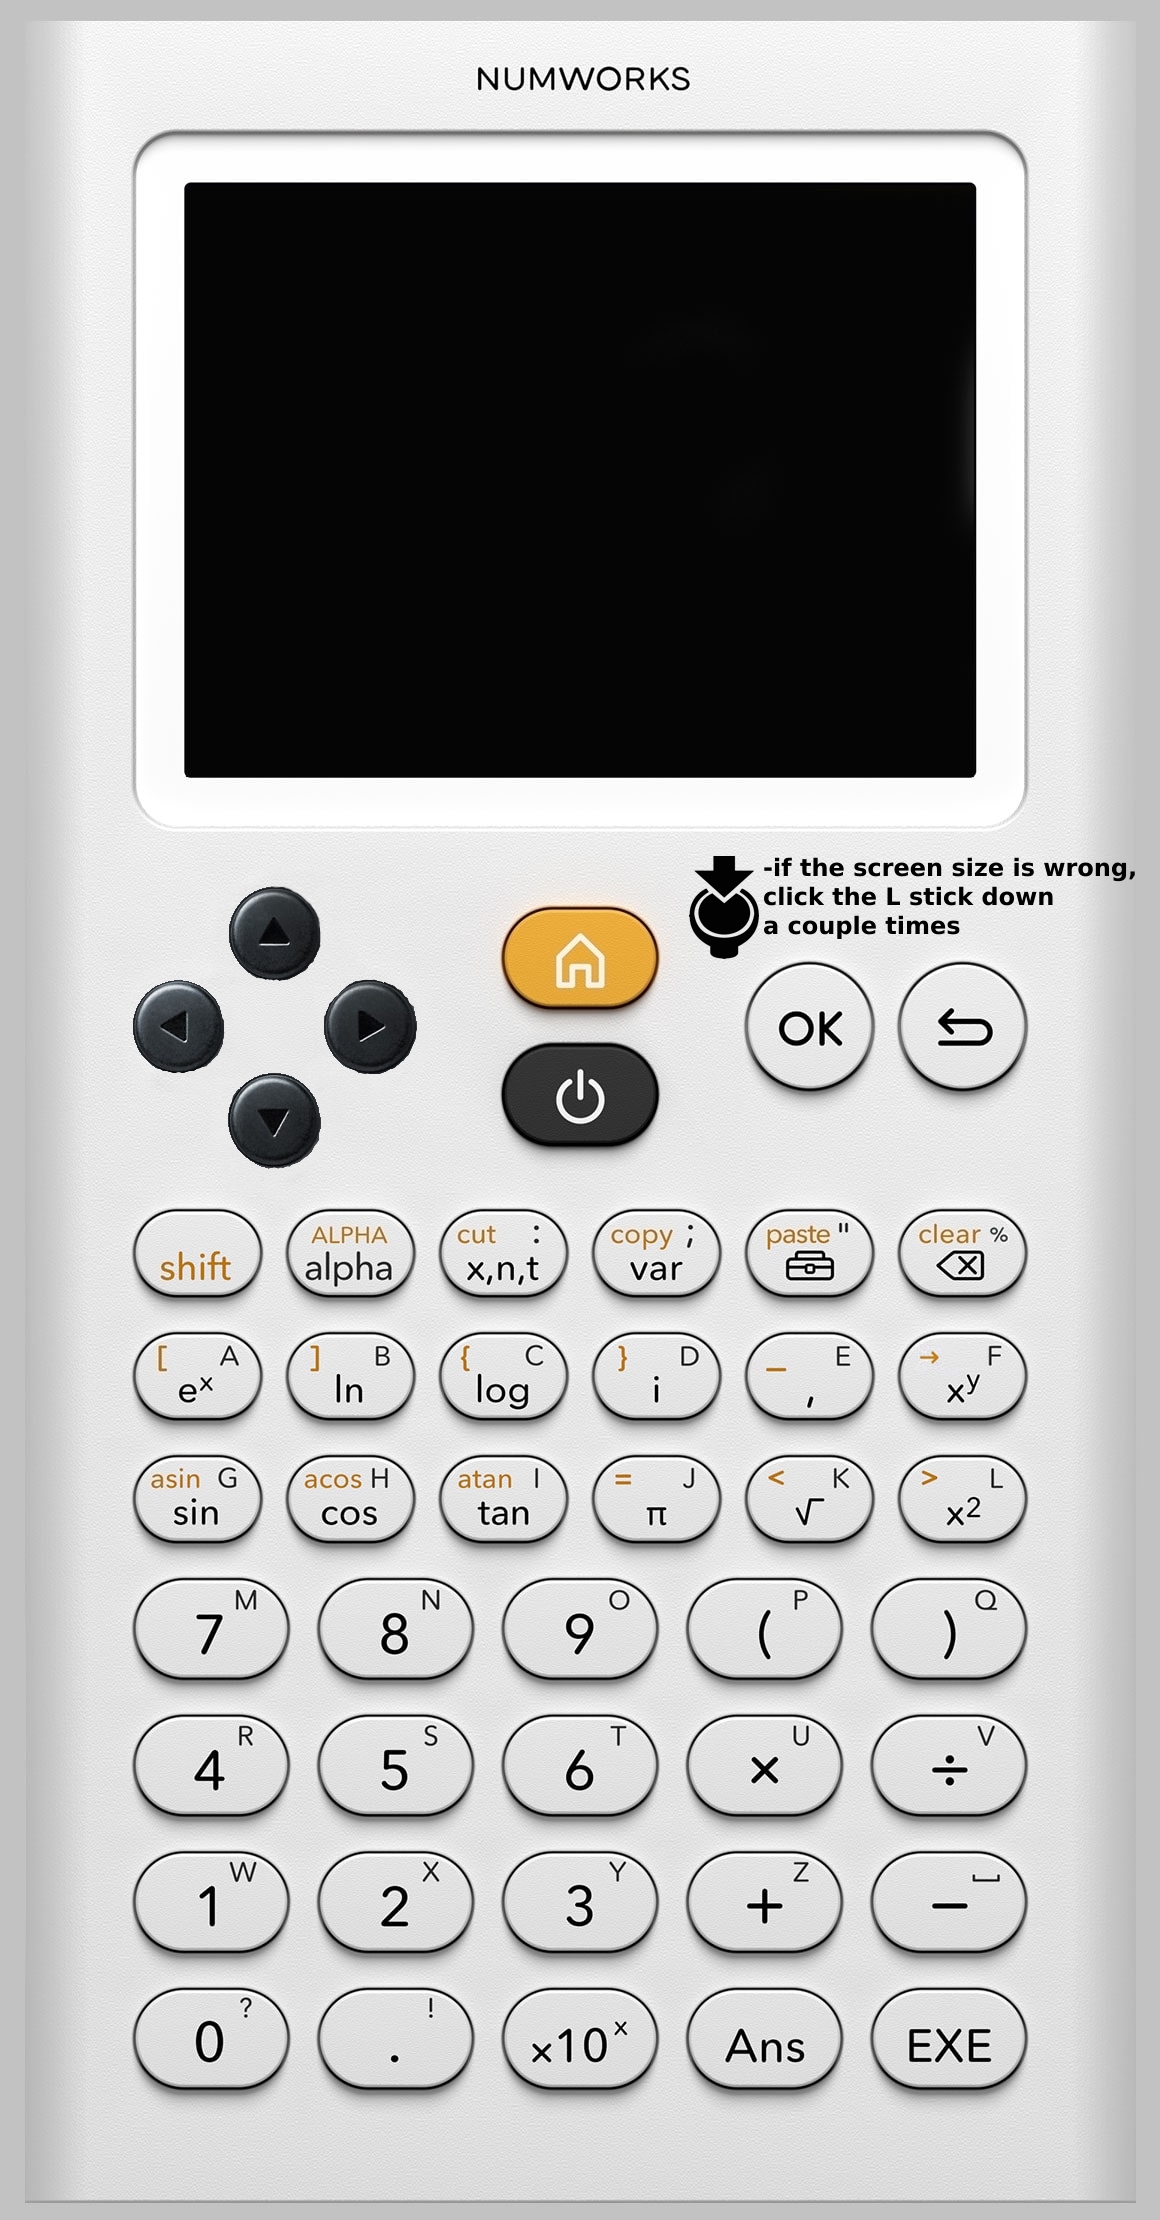 NUMWORKS
-if the screen size is wrong,
click the L stick down
a couple times
OK
shift
ALPHA
alpha
cut :
x,n,t
copy ;
var
paste "
clear %
[ A
eˣ
] B
ln
{ C
log
} D
i
_ E
,
→ F
xʸ
asin G
sin
acos H
cos
atan I
tan
= J
π
< K
√
> L
x²
M
7
N
8
O
9
P
(
Q
)
R
4
S
5
T
6
U
×
V
÷
W
1
X
2
Y
3
Z
+
⎵
−
?
0
!
.
×10ˣ
Ans
EXE